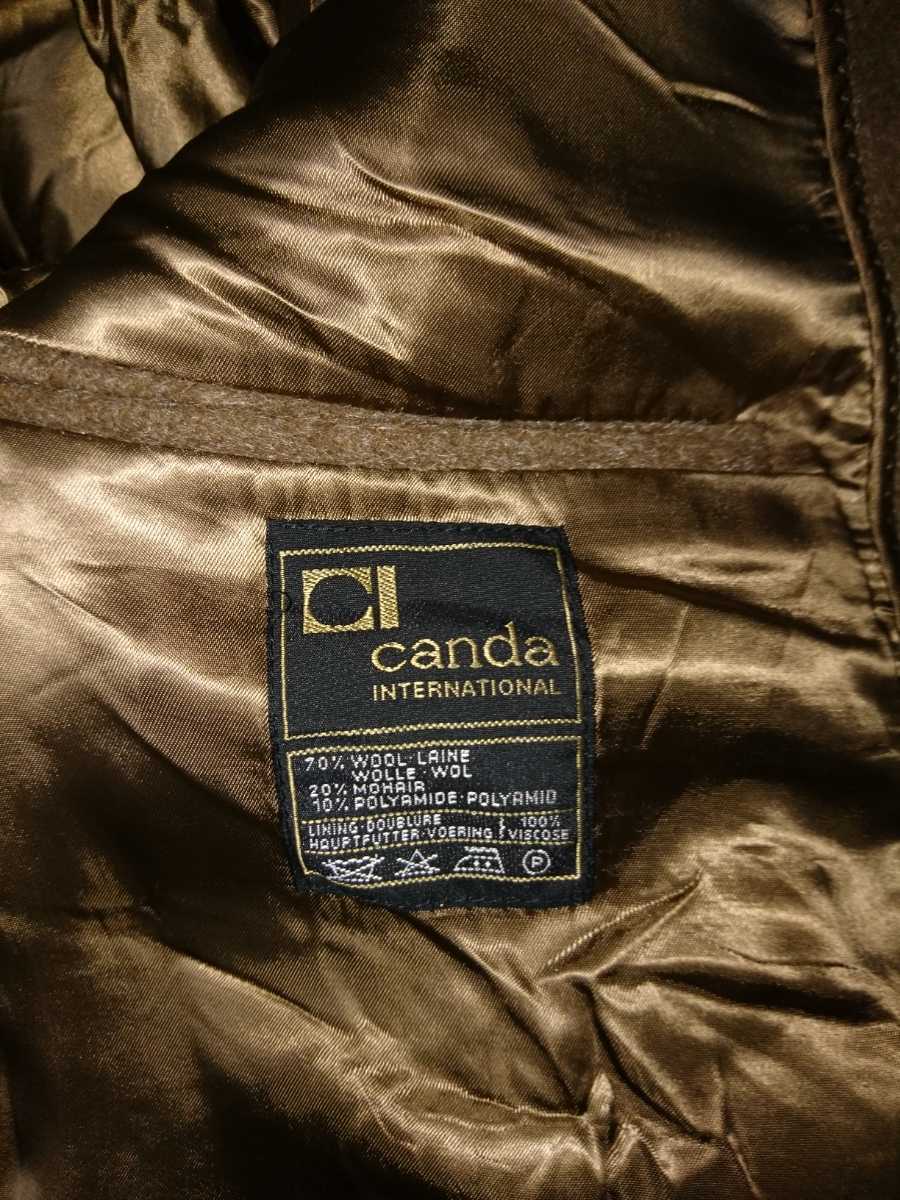 CI
canda
INTERNATIONAL
70% WOOL·LAINE
WOLLE·WOL
20% MOHAIR
10% POLYAMIDE·POLYAMID
LINING·DOUBLURE : 100%
HAUPTFUTTER·VOERING : VISCOSE
P